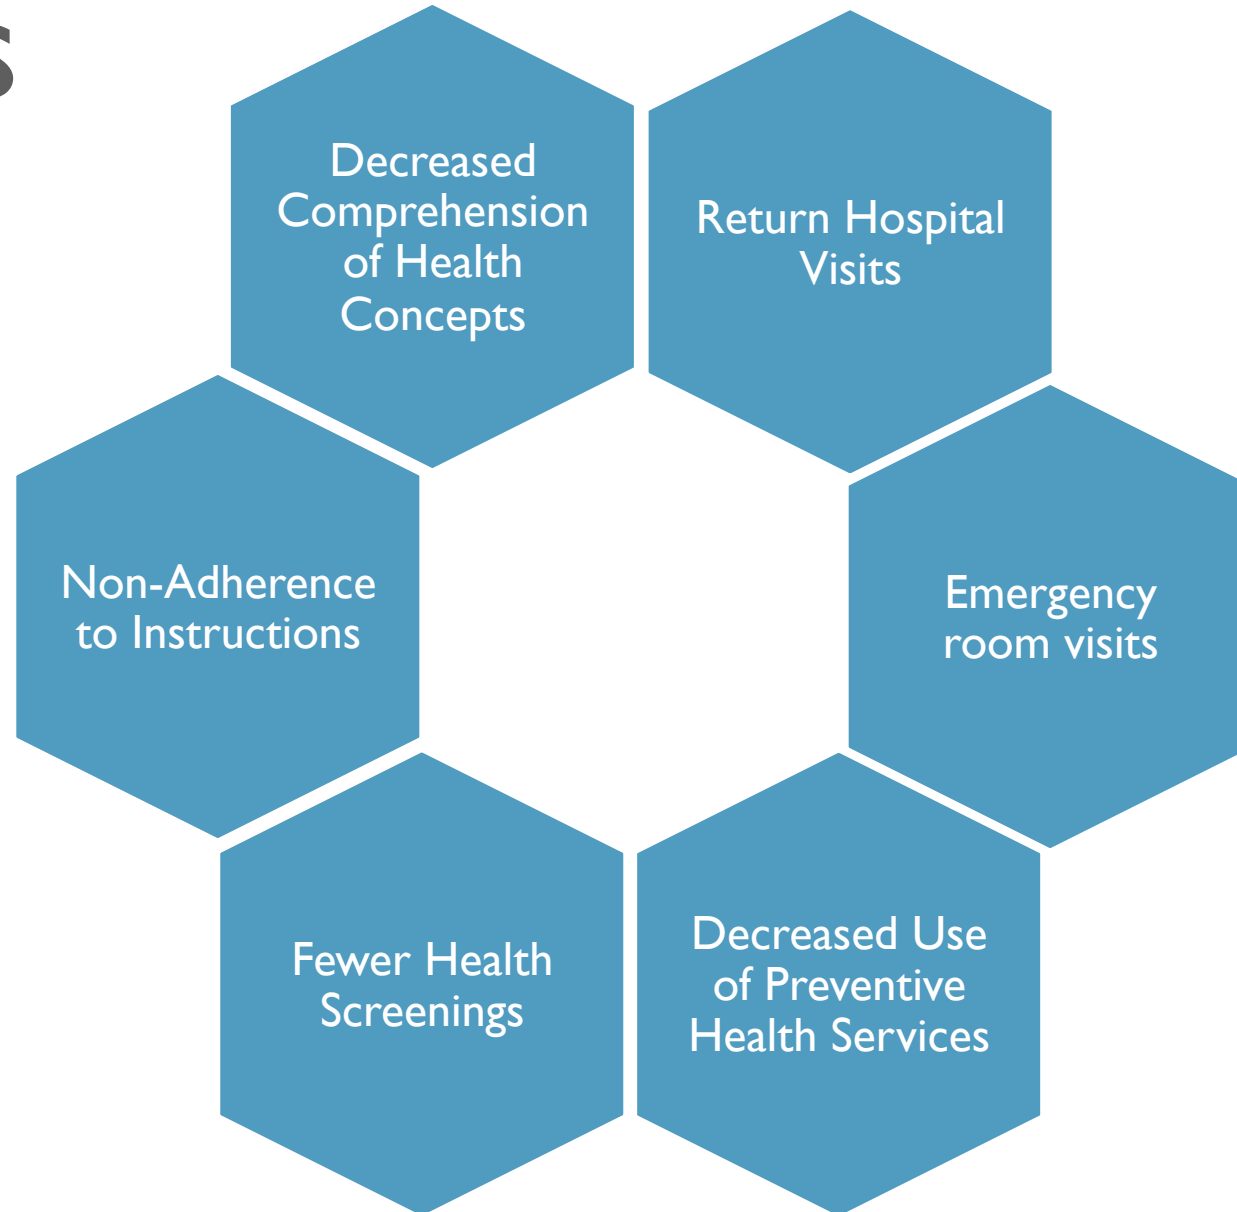 s
Decreased
Comprehension
of Health
Concepts
Return Hospital
Visits
Non-Adherence
to Instructions
Emergency
room visits
Fewer Health
Screenings
Decreased Use
of Preventive
Health Services